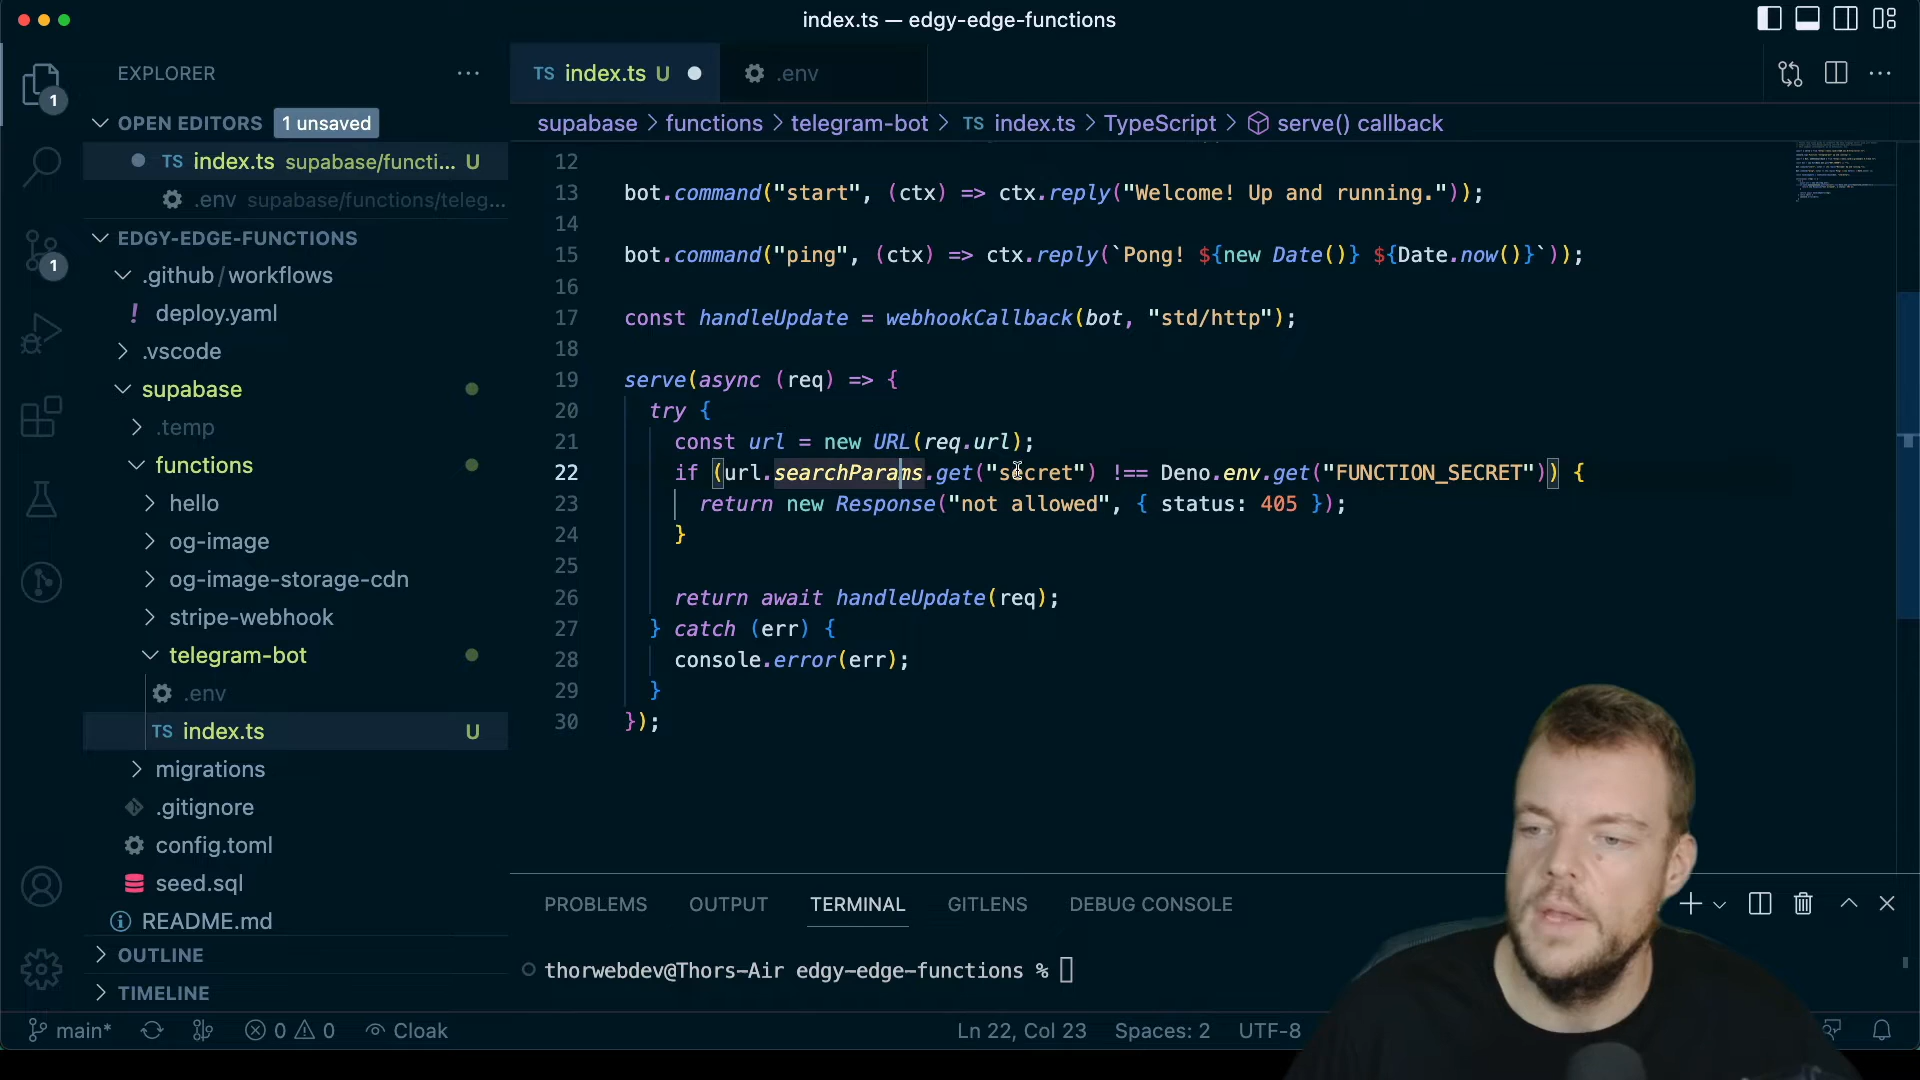 index.ts — edgy-edge-functions
EXPLORER
OPEN EDITORS 1 unsaved
TS index.ts supabase/functi... U
.env supabase/functions/teleg...
EDGY-EDGE-FUNCTIONS
.github/workflows
! deploy.yaml
.vscode
supabase
.temp
functions
hello
og-image
og-image-storage-cdn
stripe-webhook
telegram-bot
.env
TS index.ts U
migrations
.gitignore
config.toml
seed.sql
README.md
OUTLINE
TIMELINE
1
1
TS index.ts U
.env
supabase > functions > telegram-bot > TS index.ts > TypeScript > serve() callback
12
13 bot.command("start", (ctx) => ctx.reply("Welcome! Up and running."));
14
15 bot.command("ping", (ctx) => ctx.reply(`Pong! ${new Date()} ${Date.now()}`));
16
17 const handleUpdate = webhookCallback(bot, "std/http");
18
19 serve(async (req) => {
20 try {
21 const url = new URL(req.url);
22 if (url.searchParams.get("secret") !== Deno.env.get("FUNCTION_SECRET")) {
23 return new Response("not allowed", { status: 405 });
24 }
25
26 return await handleUpdate(req);
27 } catch (err) {
28 console.error(err);
29 }
30 });
PROBLEMS OUTPUT TERMINAL GITLENS DEBUG CONSOLE
thorwebdev@Thors-Air edgy-edge-functions %
main* 0 0 Cloak Ln 22, Col 23 Spaces: 2 UTF-8